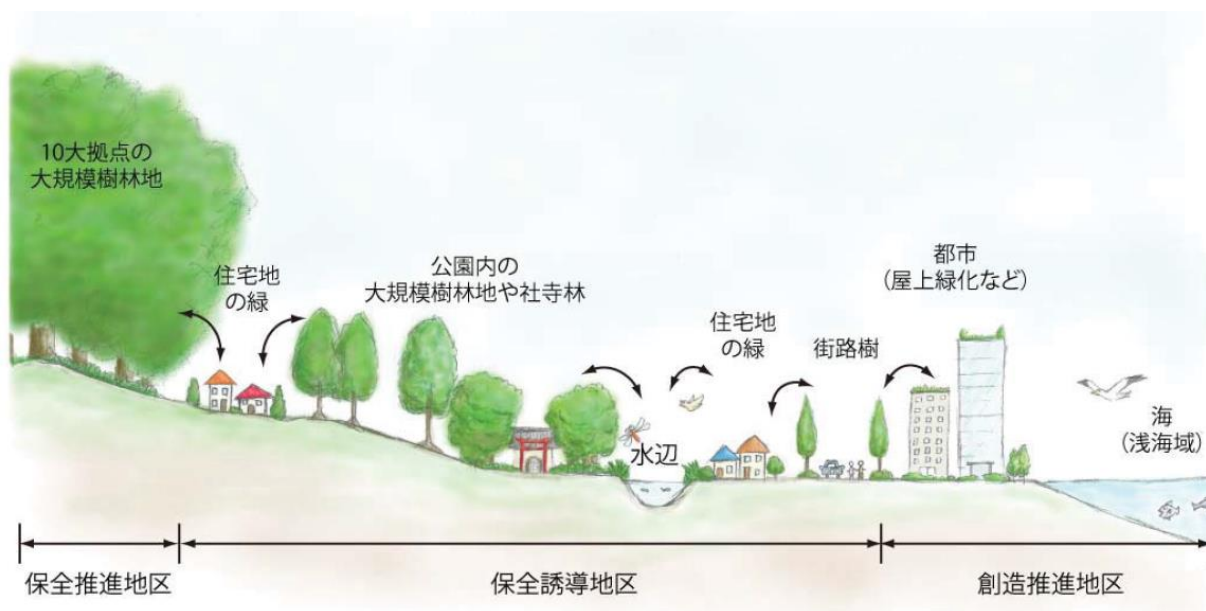 10大拠点の
大規模樹林地
住宅地
の緑
公園内の
大規模樹林地や社寺林
水辺
住宅地
の緑
街路樹
都市
（屋上緑化など）
海
（浅海域）
保全推進地区
保全誘導地区
創造推進地区